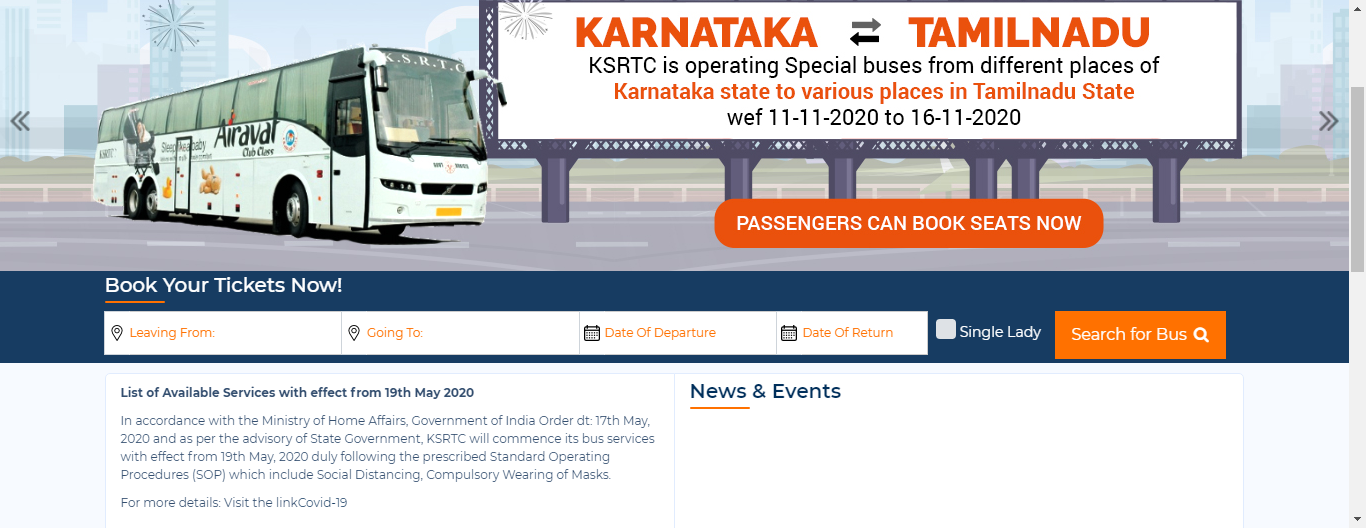 KARNATAKA TAMILNADU
KSRTC is operating Special buses from different places of
Karnataka state to various places in Tamilnadu State
wef 11-11-2020 to 16-11-2020
K.S.R.T.C
KSRTC
Airavat
Club Class
PASSENGERS CAN BOOK SEATS NOW
Book Your Tickets Now!
Leaving From:
Going To:
Date Of Departure
Date Of Return
Single Lady
Search for Bus
List of Available Services with effect from 19th May 2020
In accordance with the Ministry of Home Affairs, Government of India Order dt: 17th May,
2020 and as per the advisory of State Government, KSRTC will commence its bus services
with effect from 19th May, 2020 duly following the prescribed Standard Operating
Procedures (SOP) which include Social Distancing, Compulsory Wearing of Masks.
For more details: Visit the linkCovid-19
News & Events